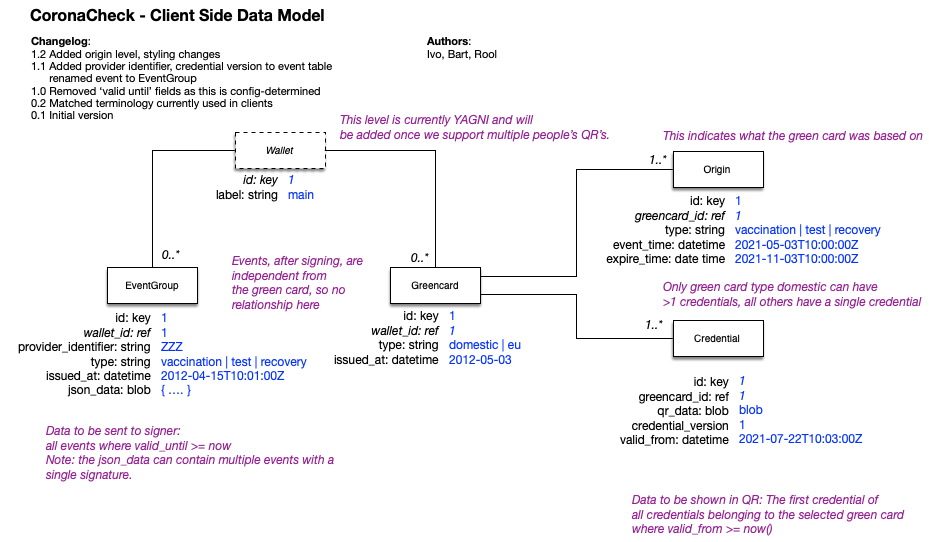 CoronaCheck - Client Side Data Model
Changelog:
1.2 Added origin level, styling changes
1.1 Added provider identifier, credential version to event table
renamed event to EventGroup
1.0 Removed ‘valid until’ fields as this is config-determined
0.2 Matched terminology currently used in clients
0.1 Initial version
Authors:
Ivo, Bart, Rool
This level is currently YAGNI and will
be added once we support multiple people’s QR’s.
Wallet
id: key 1
label: string main
This indicates what the green card was based on
1..*
Origin
id: key 1
greencard_id: ref 1
type: string vaccination | test | recovery
event_time: datetime 2021-05-03T10:00:00Z
expire_time: date time 2021-11-03T10:00:00Z
0..*
EventGroup
id: key 1
wallet_id: ref 1
provider_identifier: string ZZZ
type: string vaccination | test | recovery
issued_at: datetime 2012-04-15T10:01:00Z
json_data: blob { .... }
Events, after signing, are
independent from
the green card, so no
relationship here
0..*
Greencard
id: key 1
wallet_id: ref 1
type: string domestic | eu
issued_at: datetime 2012-05-03
Only green card type domestic can have
>1 credentials, all others have a single credential
1..*
Credential
id: key 1
greencard_id: ref 1
qr_data: blob blob
credential_version 1
valid_from: datetime 2021-07-22T10:03:00Z
Data to be sent to signer:
all events where valid_until >= now
Note: the json_data can contain multiple events with a
single signature.
Data to be shown in QR: The first credential of
all credentials belonging to the selected green card
where valid_from >= now()